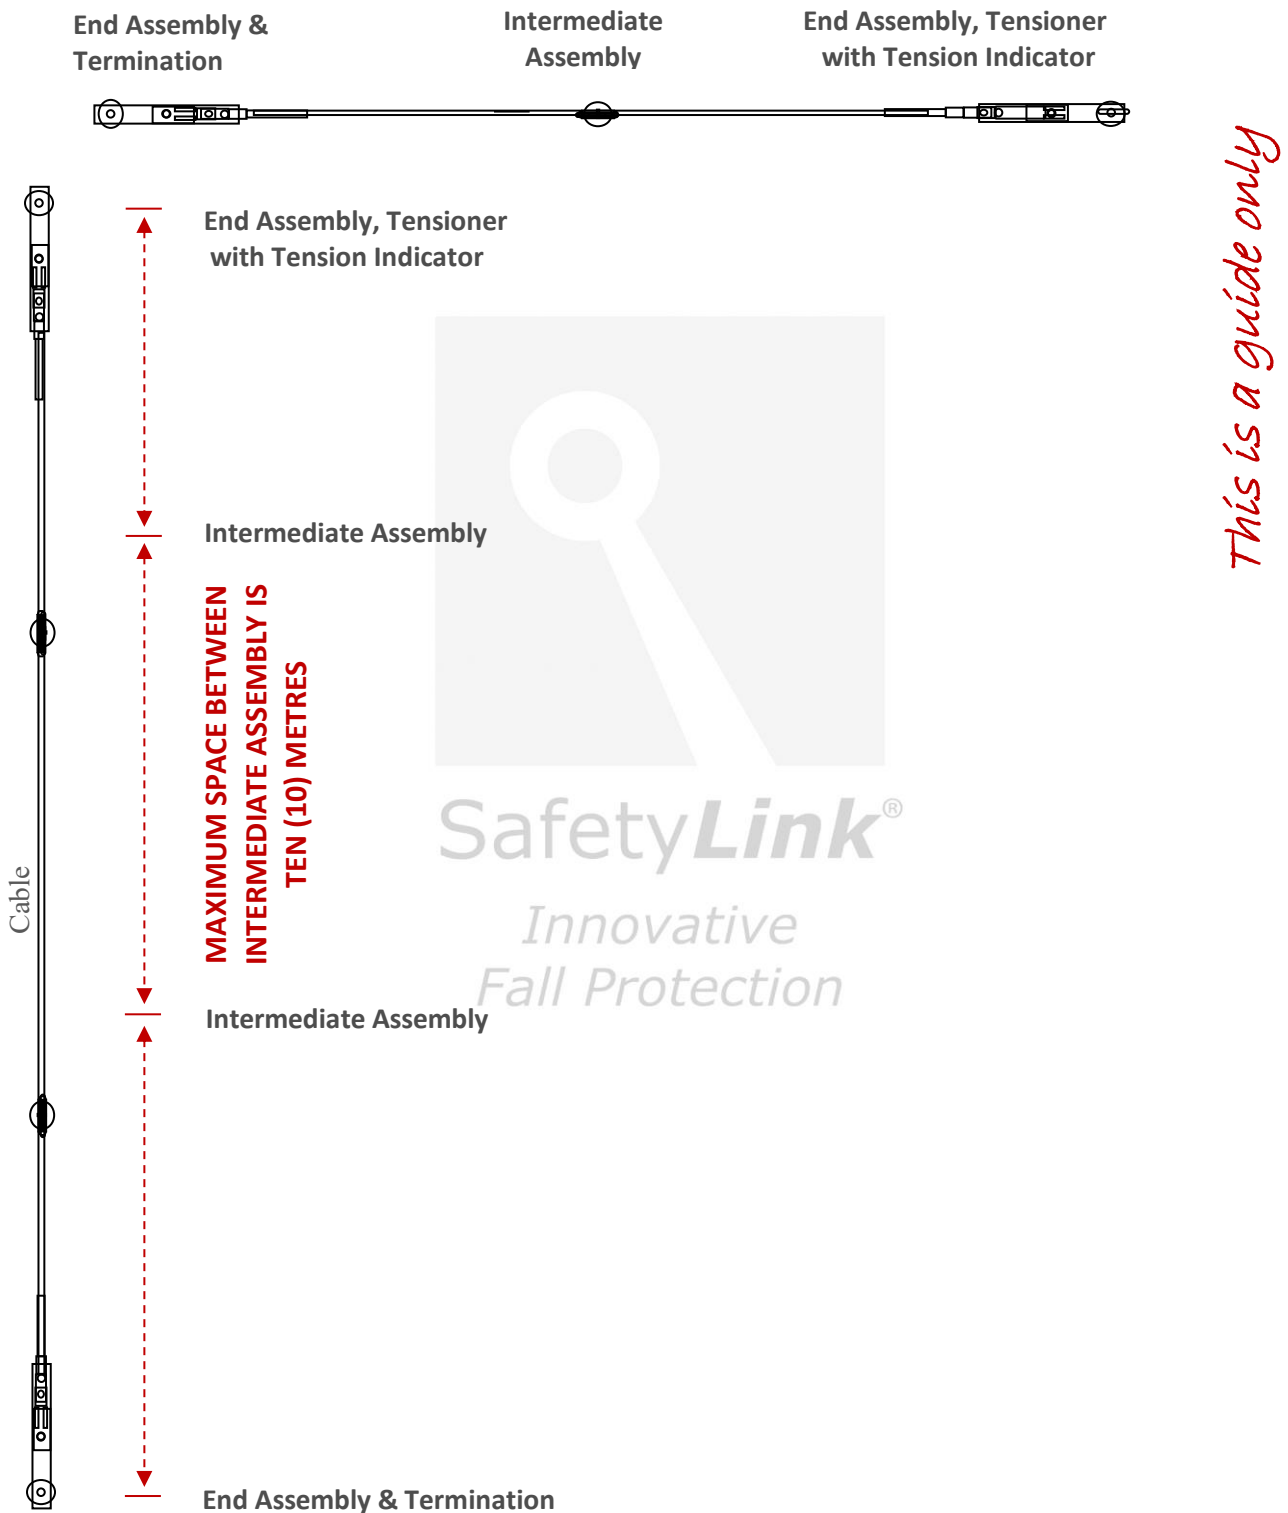 End Assembly &
Termination
Intermediate
Assembly
End Assembly, Tensioner
with Tension Indicator
This is a guide only
End Assembly, Tensioner
with Tension Indicator
Intermediate Assembly
MAXIMUM SPACE BETWEEN
INTERMEDIATE ASSEMBLY IS
TEN (10) METRES
Cable
SafetyLink®
Innovative
Fall Protection
Intermediate Assembly
End Assembly & Termination